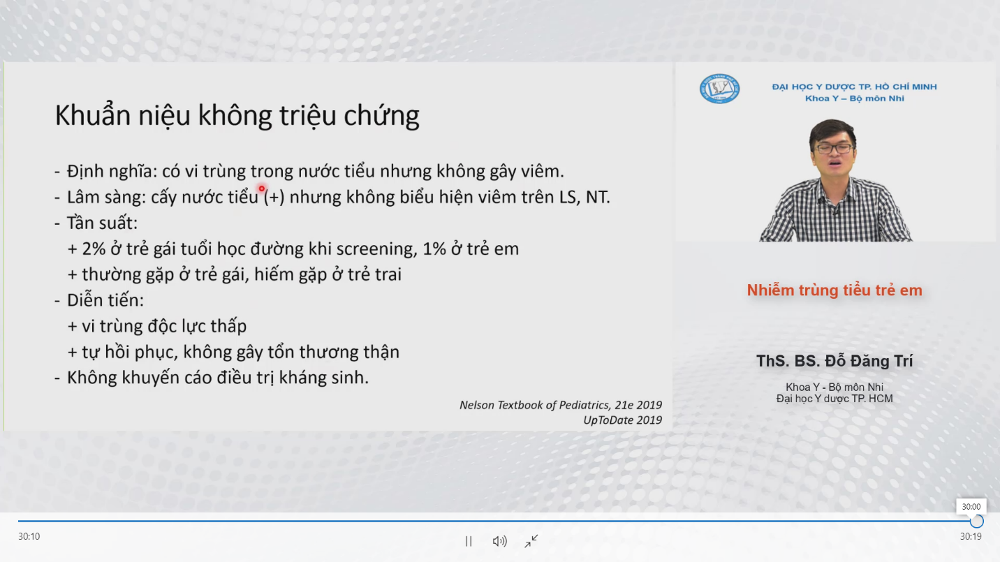 Khuẩn niệu không triệu chứng
- Định nghĩa: có vi trùng trong nước tiểu nhưng không gây viêm.
- Lâm sàng: cấy nước tiểu (+) nhưng không biểu hiện viêm trên LS, NT.
- Tần suất:
+ 2% ở trẻ gái tuổi học đường khi screening, 1% ở trẻ em
+ thường gặp ở trẻ gái, hiếm gặp ở trẻ trai
- Diễn tiến:
+ vi trùng độc lực thấp
+ tự hồi phục, không gây tổn thương thận
- Không khuyến cáo điều trị kháng sinh.
Nelson Textbook of Pediatrics, 21e 2019
UpToDate 2019
ĐẠI HỌC Y DƯỢC TP. HỒ CHÍ MINH
Khoa Y – Bộ môn Nhi
Nhiễm trùng tiểu trẻ em
ThS. BS. Đỗ Đăng Trí
Khoa Y - Bộ môn Nhi
Đại học Y dược TP. HCM
30:00
30:10
30:19